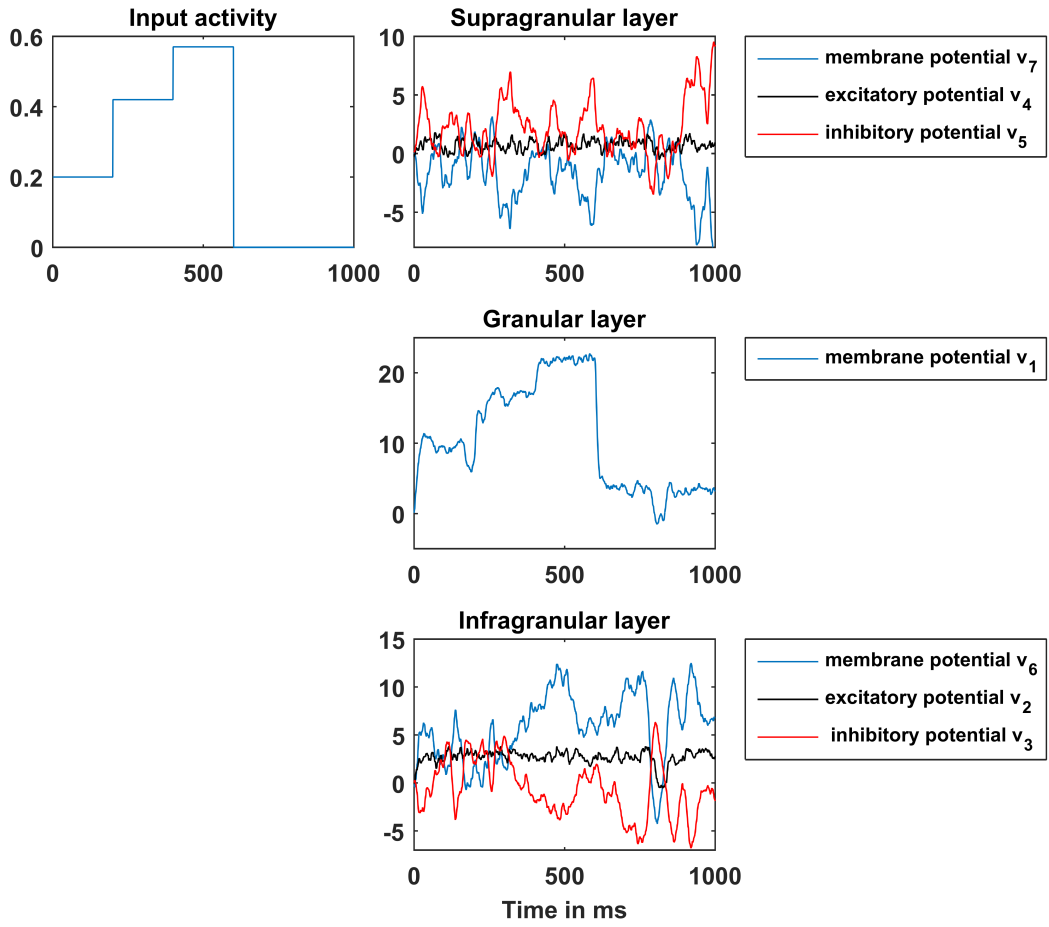 Input activity
0.6
0.4
0.2
0
0
500
1000
Supragranular layer
10
5
0
-5
0
500
1000
membrane potential v7
excitatory potential v4
inhibitory potential v5
Granular layer
20
10
0
0
500
1000
membrane potential v1
Infragranular layer
15
10
5
0
-5
0
500
1000
Time in ms
membrane potential v6
excitatory potential v2
inhibitory potential v3